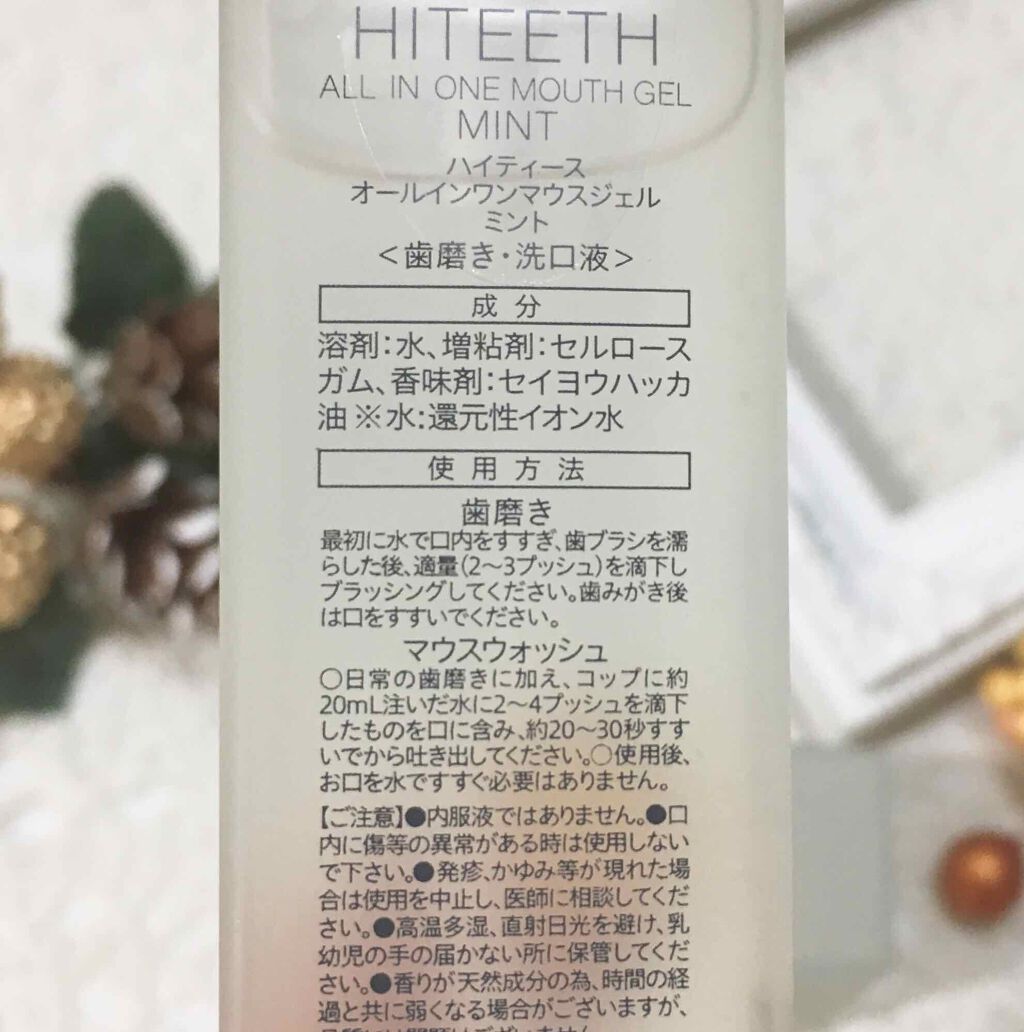 HITEETH
ALL IN ONE MOUTH GEL
MINT
ハイティース
オールインワンマウスジェル
ミント
<歯磨き・洗口液>
成分
溶剤:水、増粘剤:セルロース
ガム、香味剤:セイヨウハッカ
油※水:還元性イオン水
使用方法
歯磨き
最初に水で口内をすすぎ、歯ブラシを濡
らした後、適量(2〜3プッシュ)を滴下し
ブラッシングしてください。歯みがき後
は口をすすいでください。
マウスウォッシュ
○日常の歯磨きに加え、コップに約
20mL注いだ水に2〜4プッシュを滴下
したものを口に含み、約20〜30秒すす
いでから吐き出してください。○使用後、
お口を水ですすぐ必要はありません。
【ご注意】●内服液ではありません。●口
内に傷等の異常がある時は使用しない
で下さい。●発疹、かゆみ等が現れた場
合は使用を中止し、医師に相談してくだ
さい。●高温多湿、直射日光を避け、乳
幼児の手の届かない所に保管してくだ
さい。●香りが天然成分の為、時間の経
過と共に弱くなる場合がございますが、